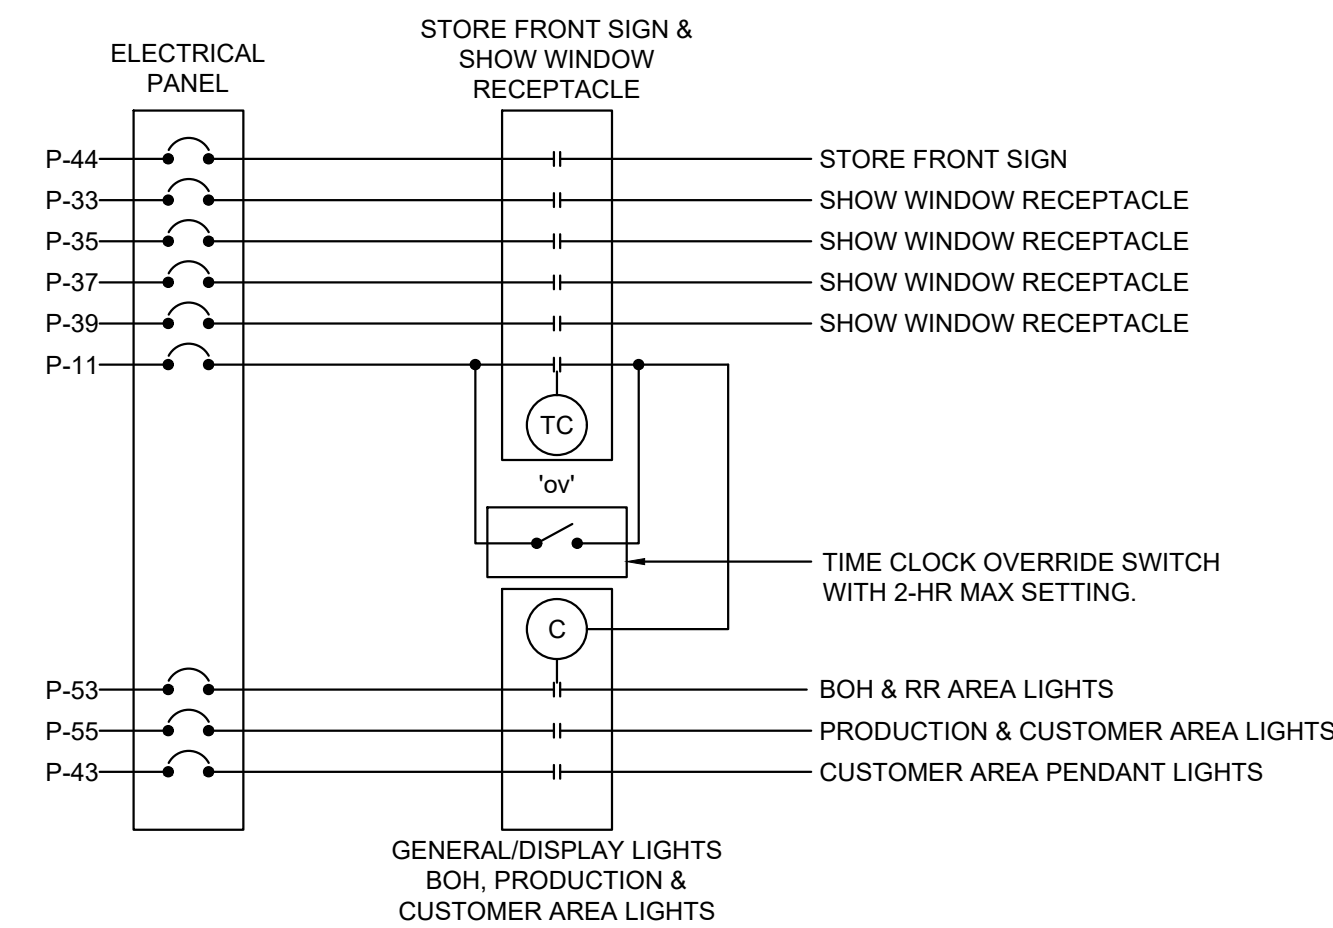 STORE FRONT SIGN &
SHOW WINDOW
RECEPTACLE
ELECTRICAL
PANEL
P-44
STORE FRONT SIGN
P-33
SHOW WINDOW RECEPTACLE
P-35
SHOW WINDOW RECEPTACLE
P-37
SHOW WINDOW RECEPTACLE
P-39
SHOW WINDOW RECEPTACLE
P-11
TC
'ov'
TIME CLOCK OVERRIDE SWITCH
WITH 2-HR MAX SETTING.
C
P-53
BOH & RR AREA LIGHTS
P-55
PRODUCTION & CUSTOMER AREA LIGHTS
P-43
CUSTOMER AREA PENDANT LIGHTS
GENERAL/DISPLAY LIGHTS
BOH, PRODUCTION &
CUSTOMER AREA LIGHTS